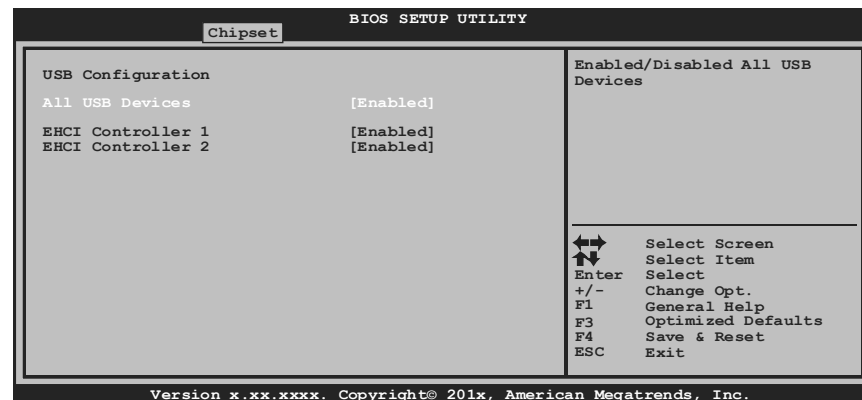 BIOS SETUP UTILITY
Chipset
USB Configuration
All USB Devices [Enabled]
EHCI Controller 1 [Enabled]
EHCI Controller 2 [Enabled]
Enabled/Disabled All USB
Devices
Select Screen
Select Item
Enter Select
+/- Change Opt.
F1 General Help
F3 Optimized Defaults
F4 Save & Reset
ESC Exit
Version x.xx.xxxx. Copyright© 201x, American Megatrends, Inc.